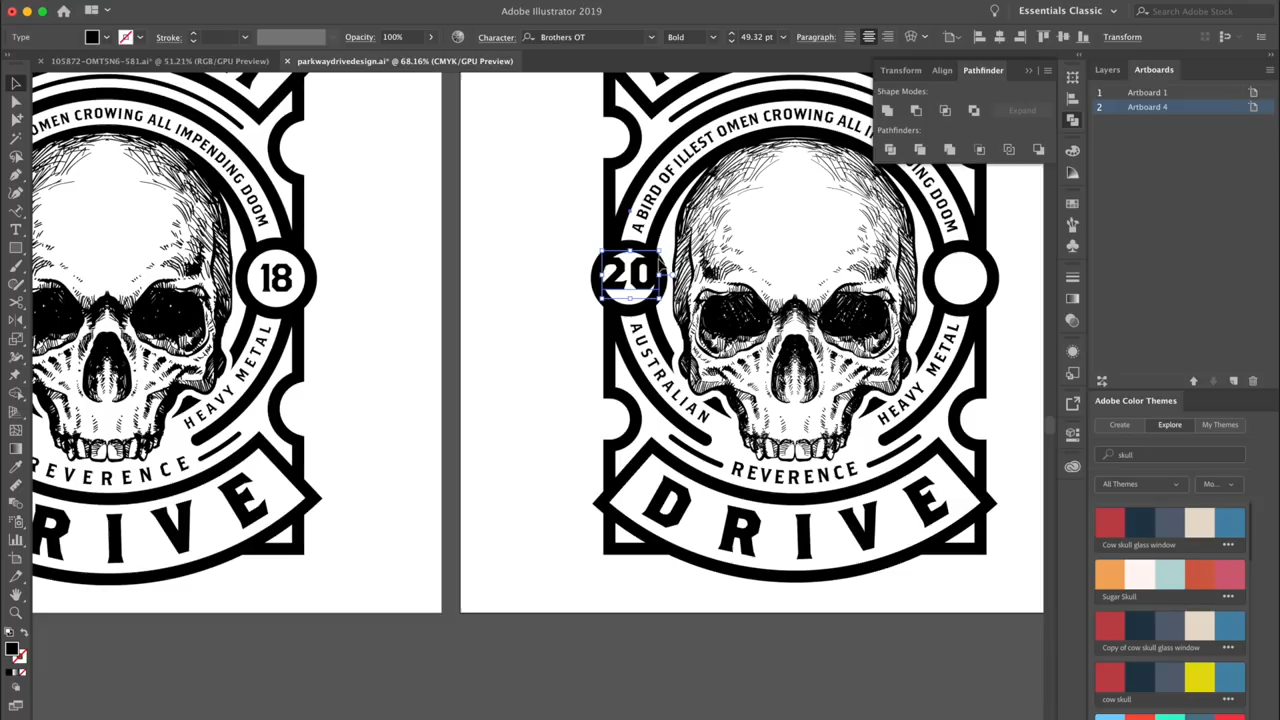 Adobe Illustrator 2019
Essentials Classic
Search Adobe Stock
Type
Stroke:
Opacity: 100%
Character: Brothers OT
Bold
49.32 pt
Paragraph:
Transform
× 105872-OMT5N6-581.ai* @ 51.21% (RGB/GPU Preview)
× parkwaydrivedesign.ai* @ 68.16% (CMYK/GPU Preview)
Transform Align Pathfinder
Shape Modes:
Expand
Pathfinders:
Layers Artboards
1 Artboard 1
2 Artboard 4
OMEN CROWING ALL IMPENDING DOOM
18
HEAVY METAL
REVERENCE
RIVE
A BIRD OF ILLEST OMEN CROWING ALL IM
DING DOOM
20
AUSTRALIAN
HEAVY METAL
REVERENCE
DRIVE
Adobe Color Themes
Create Explore My Themes
skull
All Themes
Mo...
Cow skull glass window
Sugar Skull
Copy of cow skull glass window
cow skull